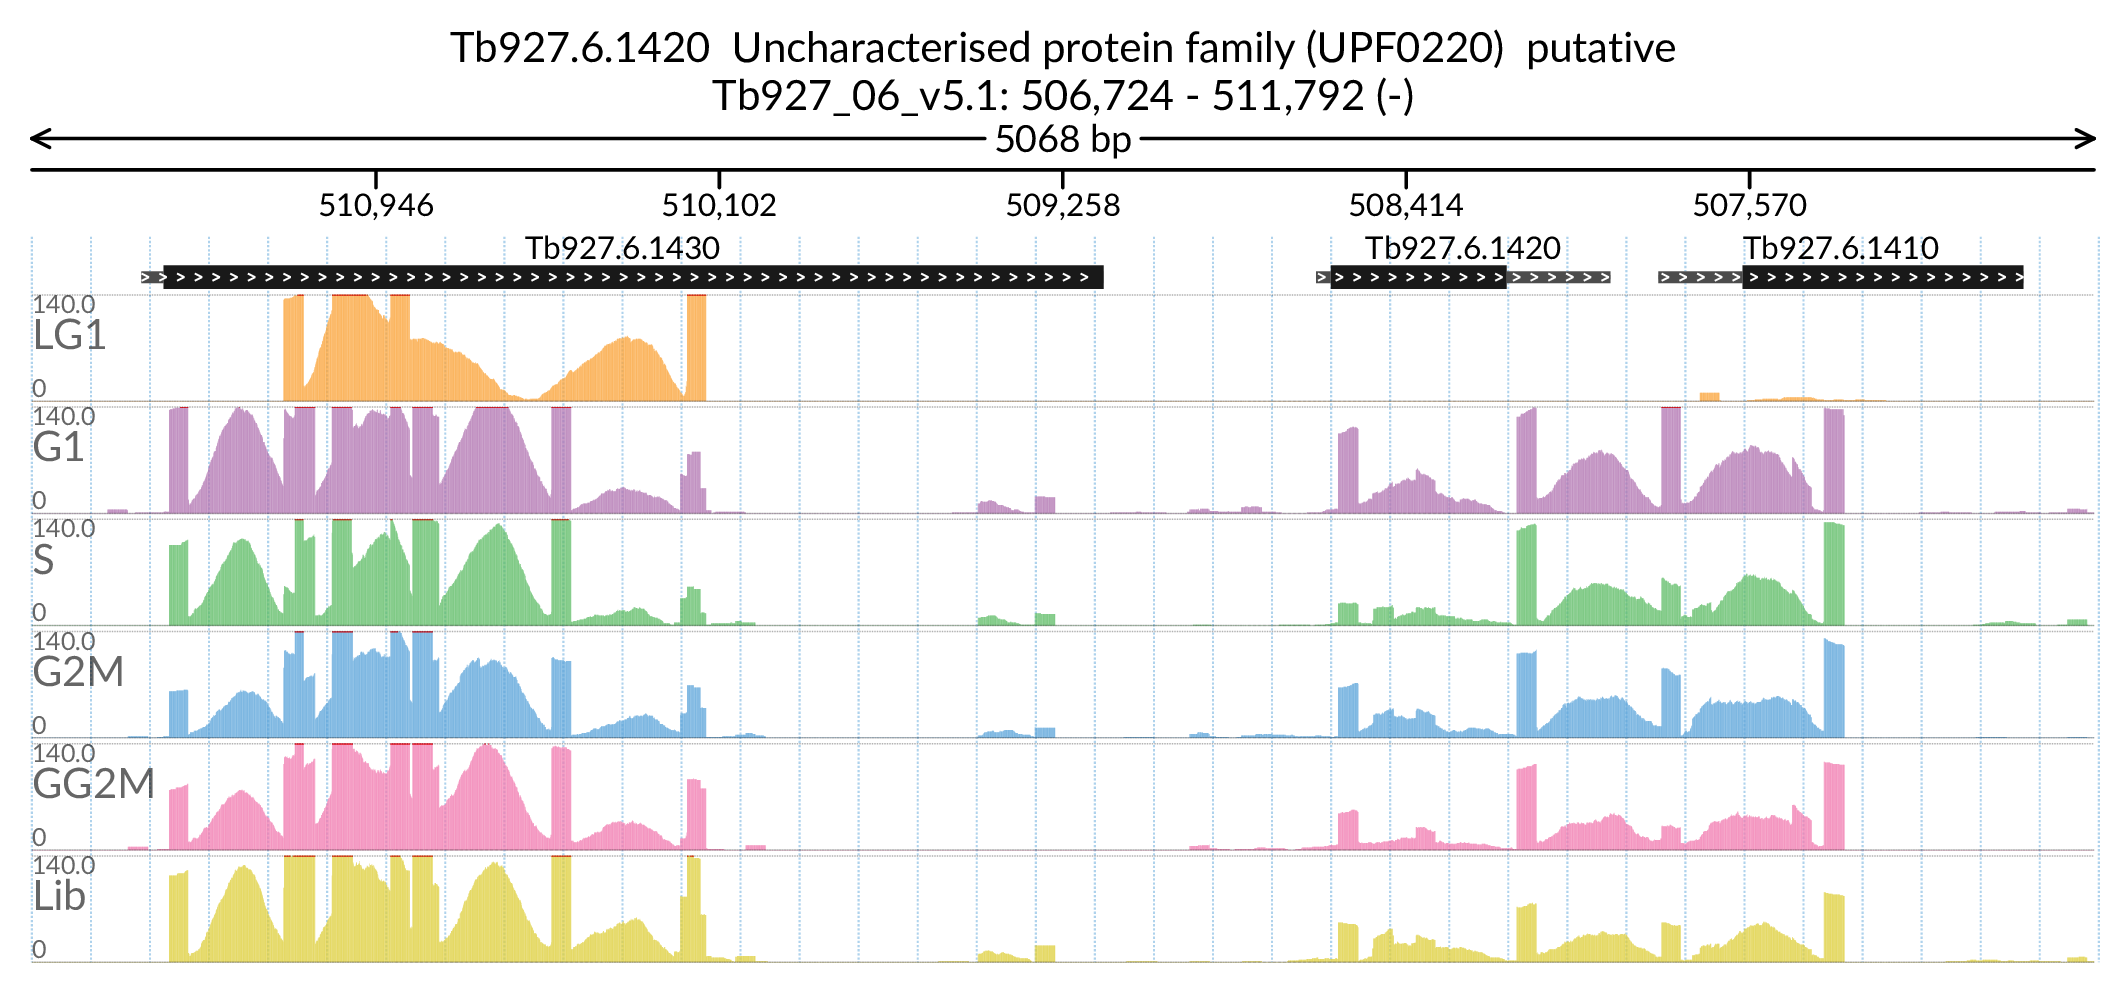 Tb927.6.1420 Uncharacterised protein family (UPF0220) putative
Tb927_06_v5.1: 506,724 - 511,792 (-)
5068 bp
510,946 510,102 509,258 508,414 507,570
Tb927.6.1430 Tb927.6.1420 Tb927.6.1410
140.0
LG1
0
140.0
G1
0
140.0
S
0
140.0
G2M
0
140.0
GG2M
0
140.0
Lib
0